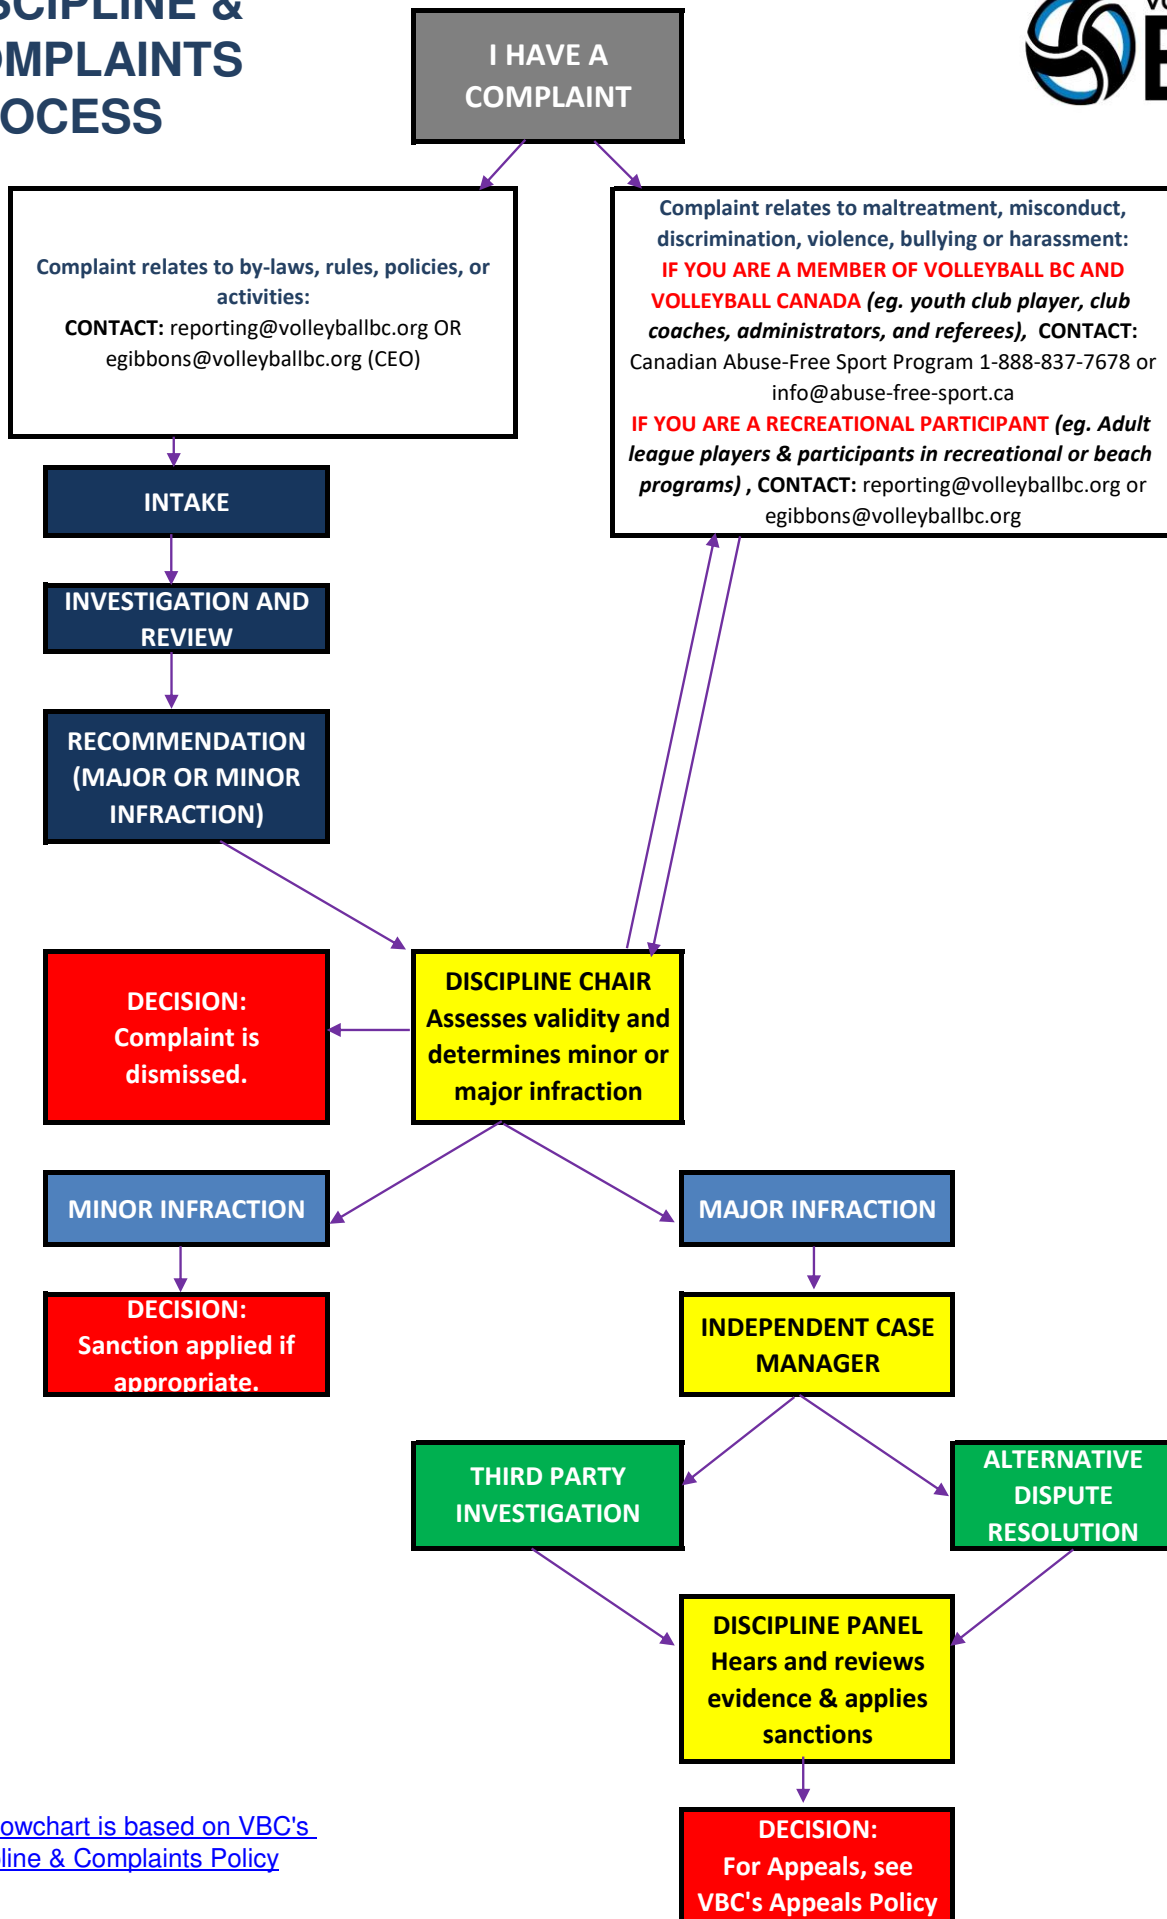 SCIPLINE &
OMPLAINTS
OCESS
I HAVE A
COMPLAINT
Complaint relates to by-laws, rules, policies, or
activities:
CONTACT: reporting@volleyballbc.org OR
egibbons@volleyballbc.org (CEO)
Complaint relates to maltreatment, misconduct,
discrimination, violence, bullying or harassment:
IF YOU ARE A MEMBER OF VOLLEYBALL BC AND
VOLLEYBALL CANADA (eg. youth club player, club
coaches, administrators, and referees), CONTACT:
Canadian Abuse-Free Sport Program 1-888-837-7678 or
info@abuse-free-sport.ca
IF YOU ARE A RECREATIONAL PARTICIPANT (eg. Adult
league players & participants in recreational or beach
programs) , CONTACT: reporting@volleyballbc.org or
egibbons@volleyballbc.org
INTAKE
INVESTIGATION AND
REVIEW
RECOMMENDATION
(MAJOR OR MINOR
INFRACTION)
DECISION:
Complaint is
dismissed.
DISCIPLINE CHAIR
Assesses validity and
determines minor or
major infraction
MINOR INFRACTION
MAJOR INFRACTION
DECISION:
Sanction applied if
appropriate.
INDEPENDENT CASE
MANAGER
THIRD PARTY
INVESTIGATION
ALTERNATIVE
DISPUTE
RESOLUTION
DISCIPLINE PANEL
Hears and reviews
evidence & applies
sanctions
DECISION:
For Appeals, see
VBC's Appeals Policy
owchart is based on VBC's
line & Complaints Policy